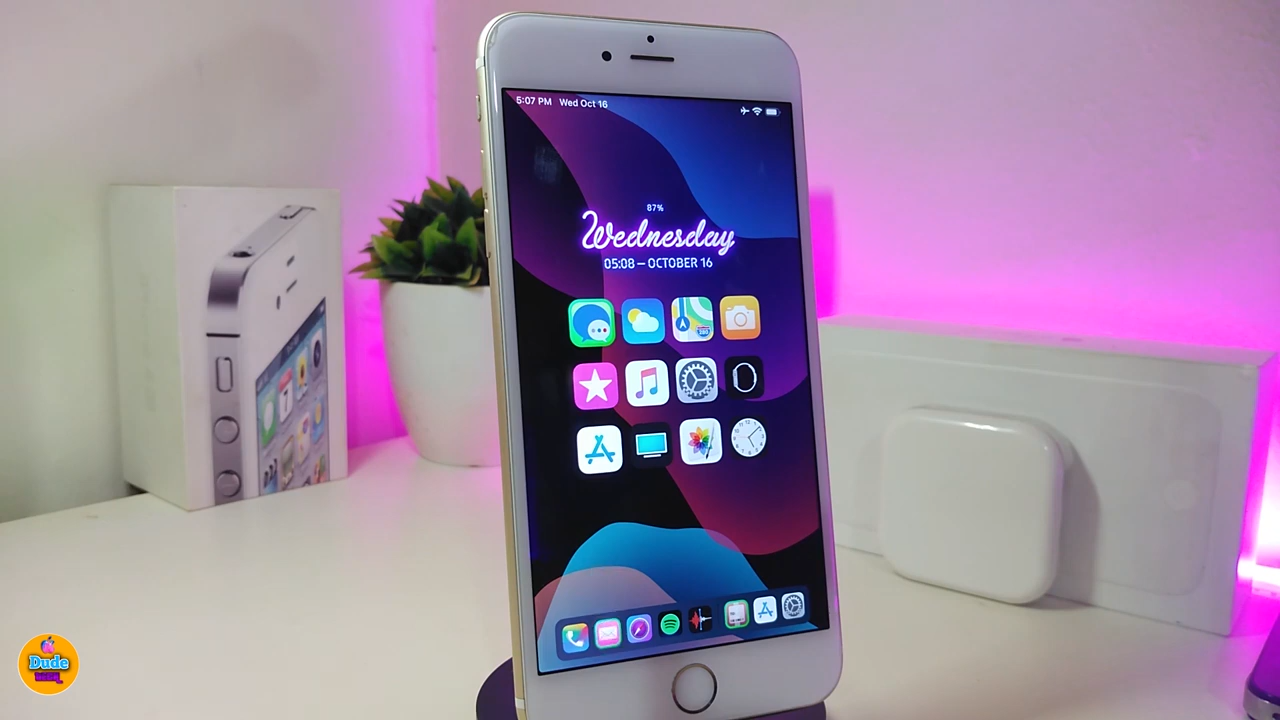 5:07 PM Wed Oct 16
87%
Wednesday
05:08 – OCTOBER 16
Dude